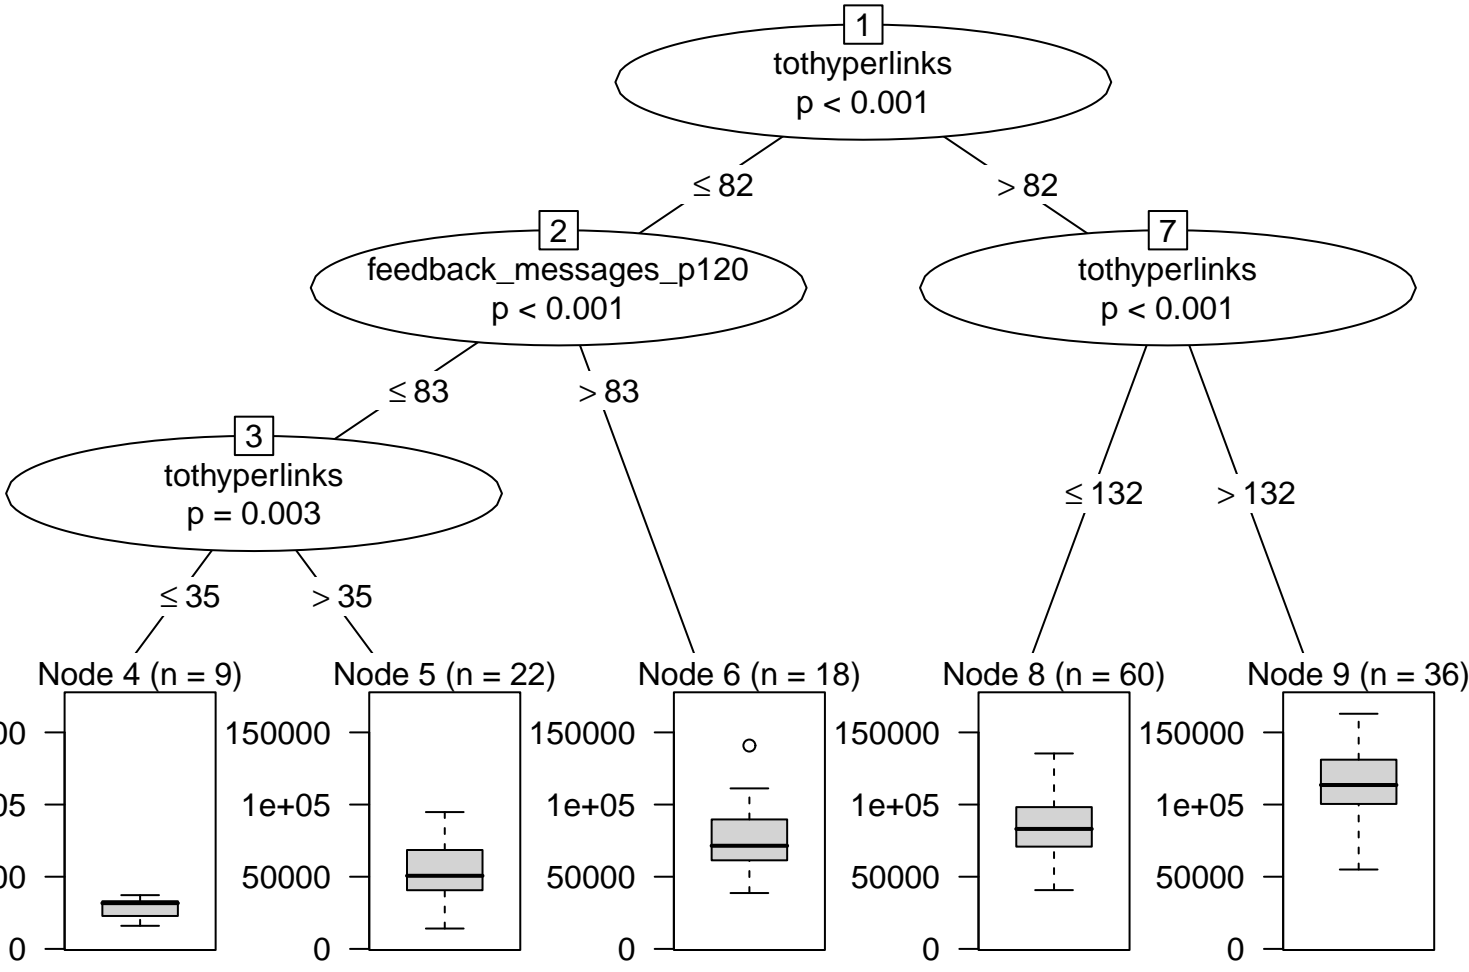 1
tothyperlinks
p < 0.001
≤ 82
> 82
2
feedback_messages_p120
p < 0.001
7
tothyperlinks
p < 0.001
≤ 83
> 83
3
tothyperlinks
p = 0.003
≤ 132
> 132
≤ 35
> 35
Node 4 (n = 9)
00
05
00
0
Node 5 (n = 22)
150000
1e+05
50000
0
Node 6 (n = 18)
150000
1e+05
50000
0
Node 8 (n = 60)
150000
1e+05
50000
0
Node 9 (n = 36)
150000
1e+05
50000
0